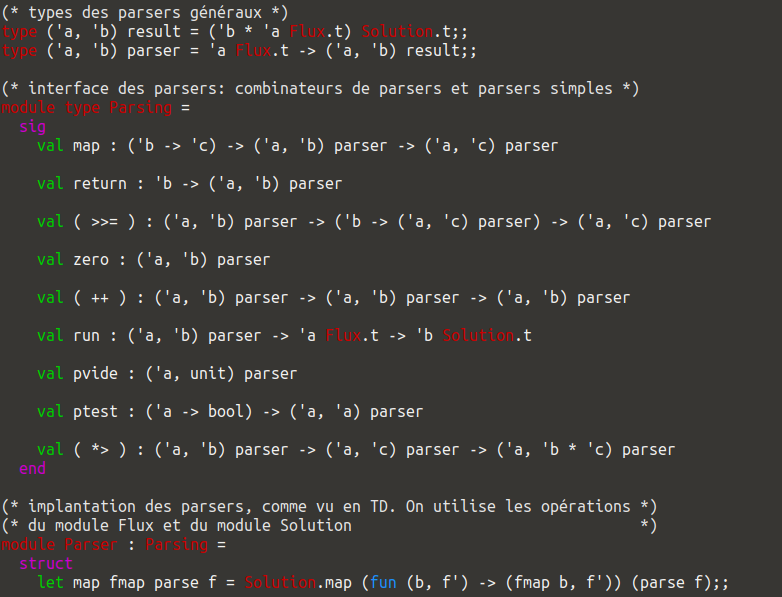 (* types des parsers généraux *)
type ('a, 'b) result = ('b * 'a Flux.t) Solution.t;;
type ('a, 'b) parser = 'a Flux.t -> ('a, 'b) result;;
(* interface des parsers: combinateurs de parsers et parsers simples *)
module type Parsing =
  sig
    val map : ('b -> 'c) -> ('a, 'b) parser -> ('a, 'c) parser
    val return : 'b -> ('a, 'b) parser
    val ( >>= ) : ('a, 'b) parser -> ('b -> ('a, 'c) parser) -> ('a, 'c) parser
    val zero : ('a, 'b) parser
    val ( ++ ) : ('a, 'b) parser -> ('a, 'b) parser -> ('a, 'b) parser
    val run : ('a, 'b) parser -> 'a Flux.t -> 'b Solution.t
    val pvide : ('a, unit) parser
    val ptest : ('a -> bool) -> ('a, 'a) parser
    val ( *> ) : ('a, 'b) parser -> ('a, 'c) parser -> ('a, 'b * 'c) parser
  end
(* implantation des parsers, comme vu en TD. On utilise les opérations *)
(* du module Flux et du module Solution                                *)
module Parser : Parsing =
  struct
    let map fmap parse f = Solution.map (fun (b, f') -> (fmap b, f')) (parse f);;